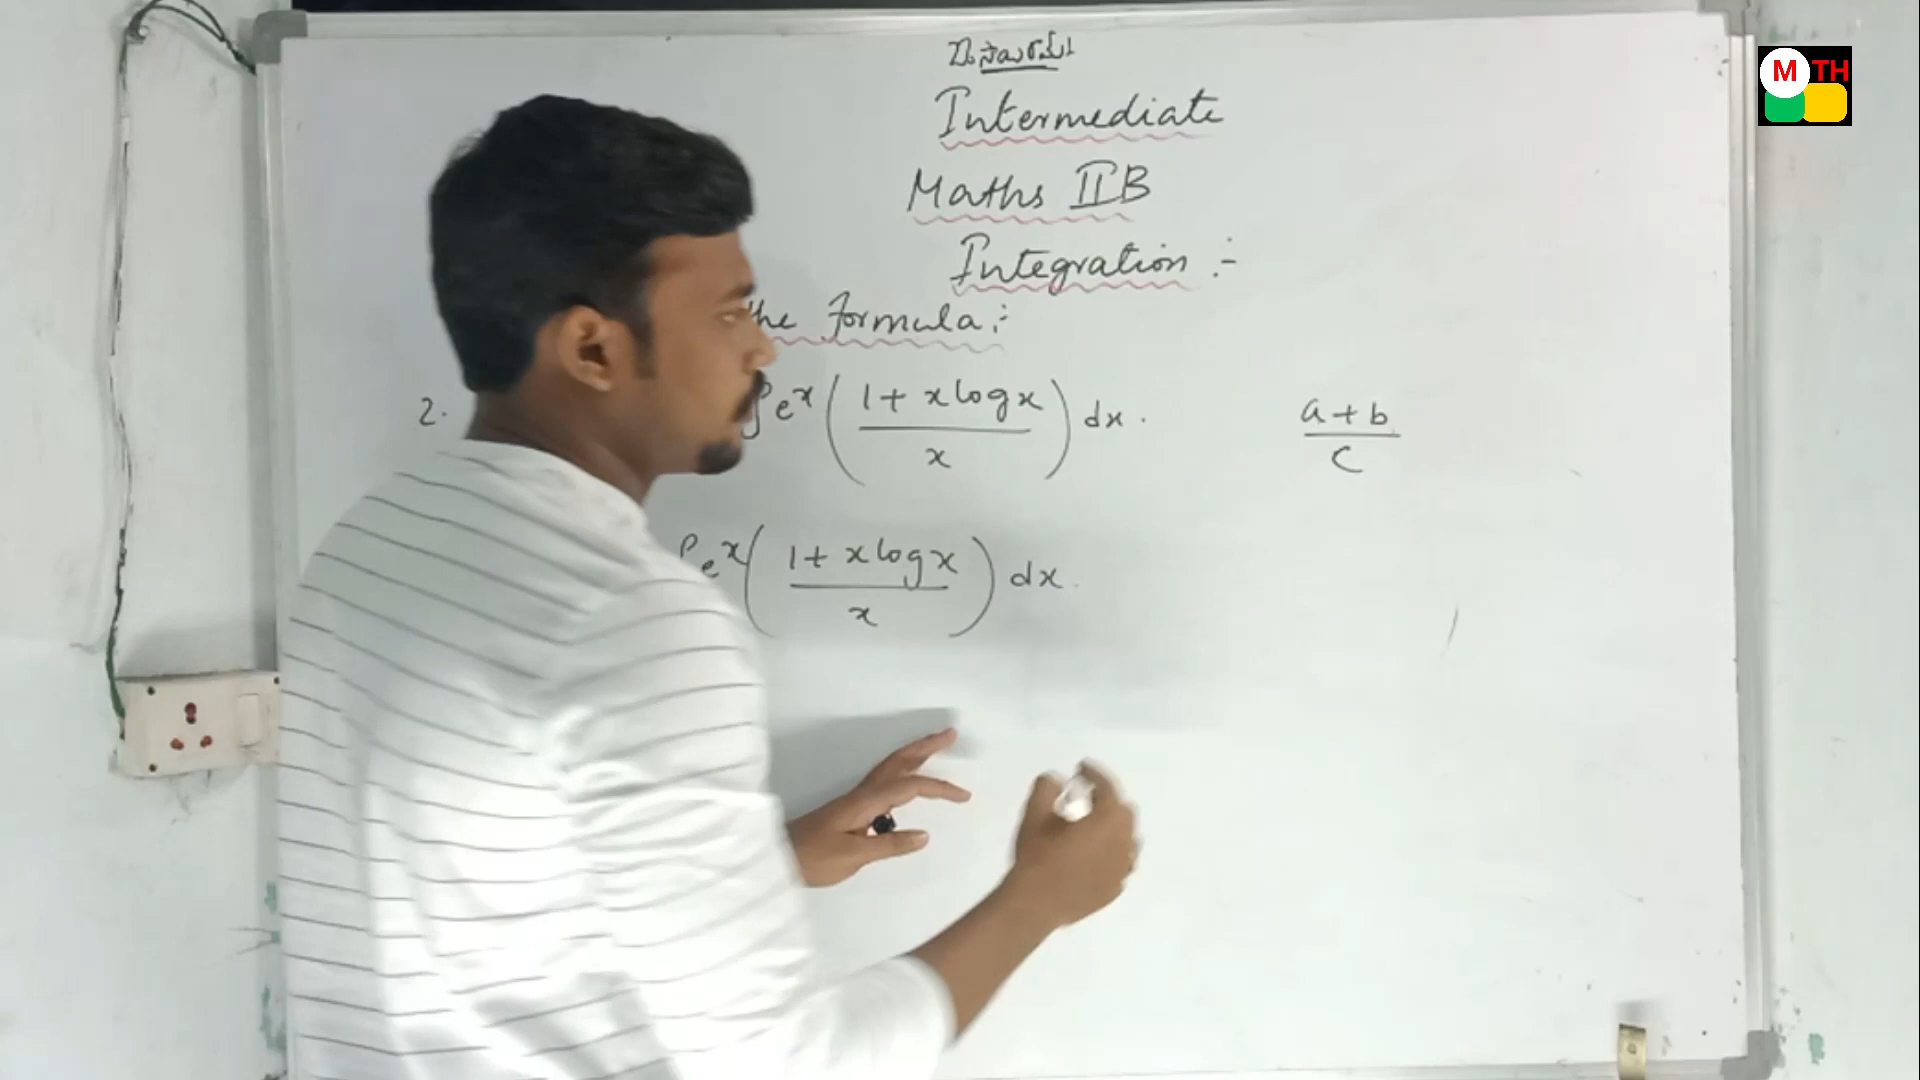 Intermediate
Maths IIB
Integration :-
the Formula:-
2. ∫e^x ( (1 + x log x) / x ) dx.
(a + b) / c
∫e^x ( (1 + x log x) / x ) dx.
M TH